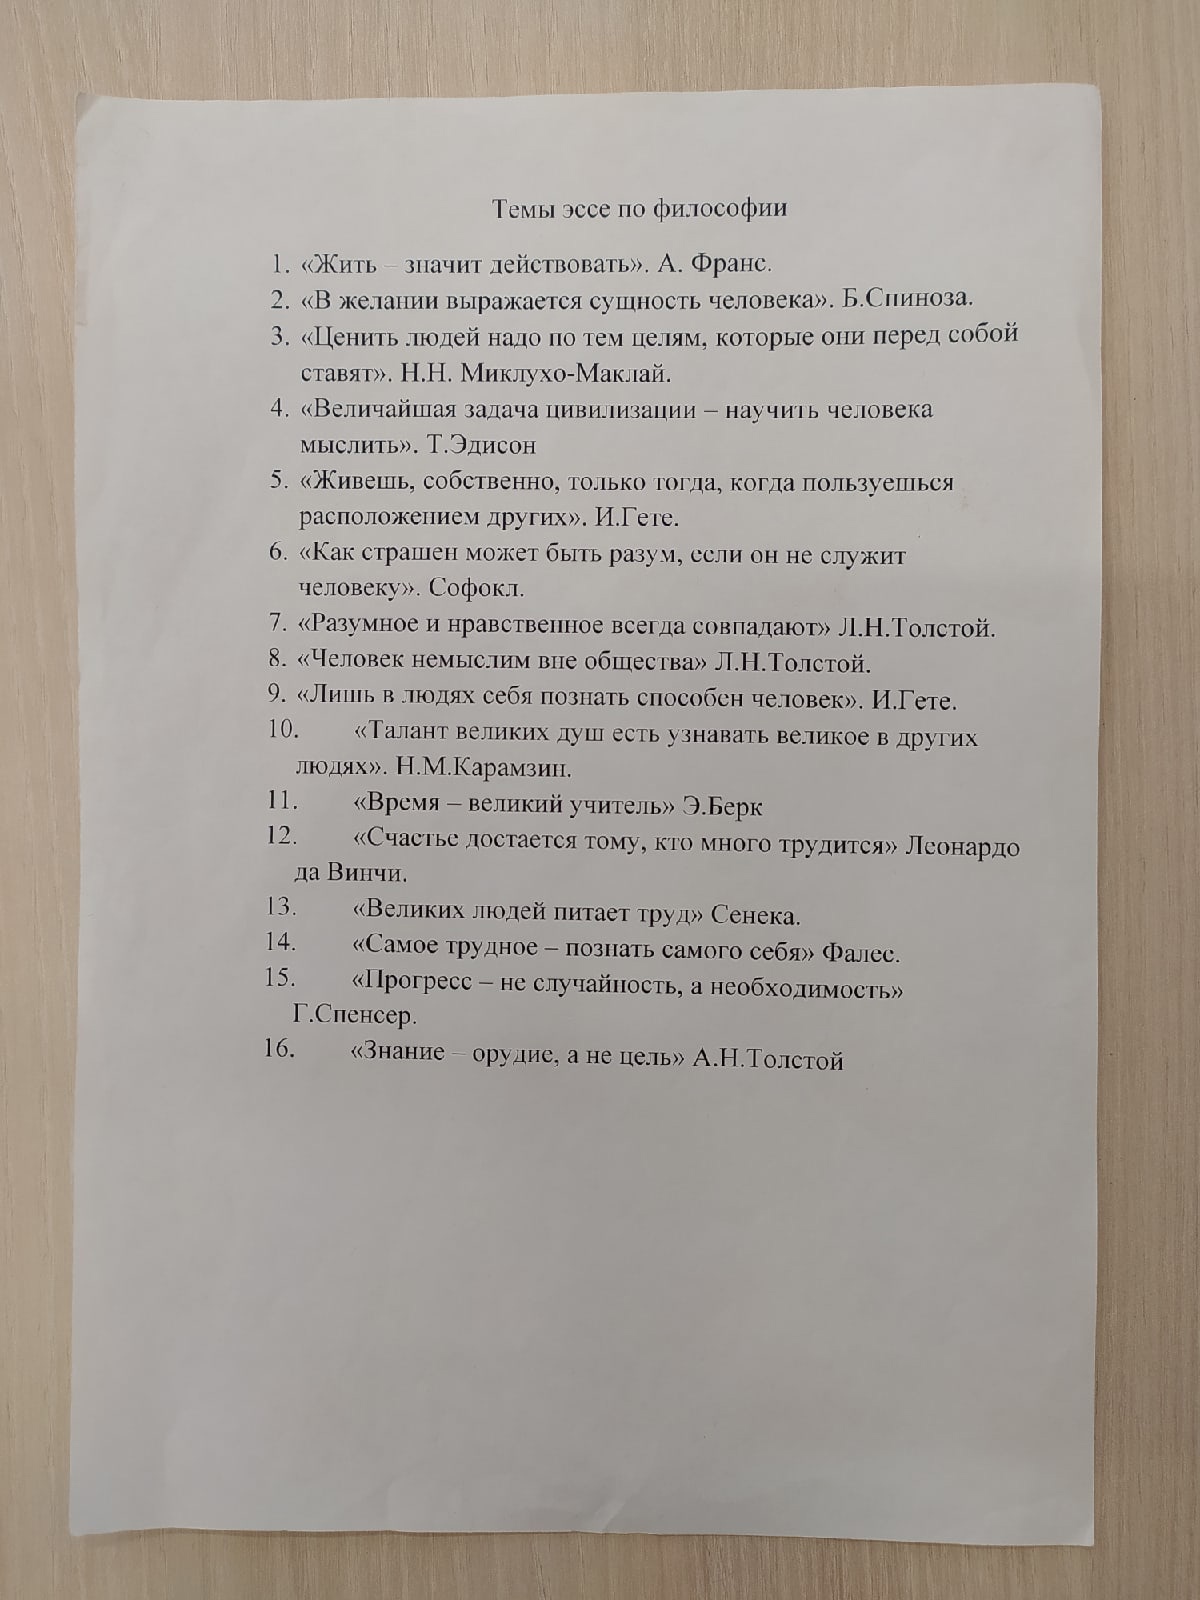 Темы эссе по философии
1. «Жить – значит действовать». А. Франс.
2. «В желании выражается сущность человека». Б.Спиноза.
3. «Ценить людей надо по тем целям, которые они перед собой
ставят». Н.Н. Миклухо-Маклай.
4. «Величайшая задача цивилизации – научить человека
мыслить». Т.Эдисон
5. «Живешь, собственно, только тогда, когда пользуешься
расположением других». И.Гете.
6. «Как страшен может быть разум, если он не служит
человеку». Софокл.
7. «Разумное и нравственное всегда совпадают» Л.Н.Толстой.
8. «Человек немыслим вне общества» Л.Н.Толстой.
9. «Лишь в людях себя познать способен человек». И.Гете.
10. «Талант великих душ есть узнавать великое в других
людях». Н.М.Карамзин.
11. «Время – великий учитель» Э.Берк
12. «Счастье достается тому, кто много трудится» Леонардо
да Винчи.
13. «Великих людей питает труд» Сенека.
14. «Самое трудное – познать самого себя» Фалес.
15. «Прогресс – не случайность, а необходимость»
Г.Спенсер.
16. «Знание – орудие, а не цель» А.Н.Толстой